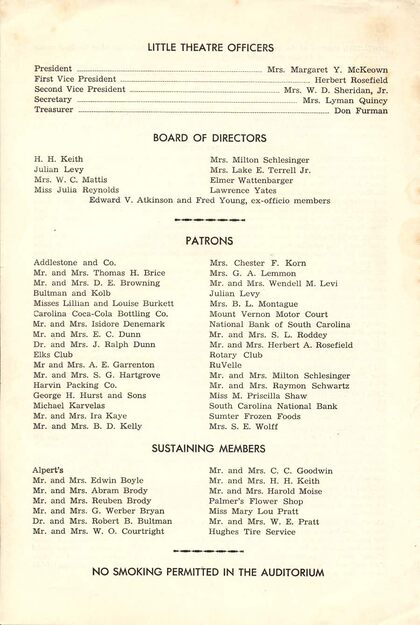 LITTLE THEATRE OFFICERS
President ........ Mrs. Margaret Y. McKeown
First Vice President ........ Herbert Rosefield
Second Vice President ........ Mrs. W. D. Sheridan, Jr.
Secretary ........ Mrs. Lyman Quincy
Treasurer ........ Don Furman
BOARD OF DIRECTORS
H. H. Keith
Julian Levy
Mrs. W. C. Mattis
Miss Julia Reynolds
Mrs. Milton Schlesinger
Mrs. Lake E. Terrell Jr.
Elmer Wattenbarger
Lawrence Yates
Edward V. Atkinson and Fred Young, ex-officio members
PATRONS
Addlestone and Co.
Mr. and Mrs. Thomas H. Brice
Mr. and Mrs. D. E. Browning
Bultman and Kolb
Misses Lillian and Louise Burkett
Carolina Coca-Cola Bottling Co.
Mr. and Mrs. Isidore Denemark
Mr. and Mrs. E. C. Dunn
Dr. and Mrs. J. Ralph Dunn
Elks Club
Mr and Mrs. A. E. Garrenton
Mr. and Mrs. S. G. Hartgrove
Harvin Packing Co.
George H. Hurst and Sons
Michael Karvelas
Mr. and Mrs. Ira Kaye
Mr. and Mrs. B. D. Kelly
Mrs. Chester F. Korn
Mrs. G. A. Lemmon
Mr. and Mrs. Wendell M. Levi
Julian Levy
Mrs. B. L. Montague
Mount Vernon Motor Court
National Bank of South Carolina
Mr. and Mrs. S. L. Roddey
Mr. and Mrs. Herbert A. Rosefield
Rotary Club
RuVelle
Mr. and Mrs. Milton Schlesinger
Mr. and Mrs. Raymon Schwartz
Miss M. Priscilla Shaw
South Carolina National Bank
Sumter Frozen Foods
Mrs. S. E. Wolff
SUSTAINING MEMBERS
Alpert's
Mr. and Mrs. Edwin Boyle
Mr. and Mrs. Abram Brody
Mr. and Mrs. Reuben Brody
Mr. and Mrs. G. Werber Bryan
Dr. and Mrs. Robert B. Bultman
Mr. and Mrs. W. O. Courtright
Mr. and Mrs. C. C. Goodwin
Mr. and Mrs. H. H. Keith
Mr. and Mrs. Harold Moise
Palmer's Flower Shop
Miss Mary Lou Pratt
Mr. and Mrs. W. E. Pratt
Hughes Tire Service
NO SMOKING PERMITTED IN THE AUDITORIUM